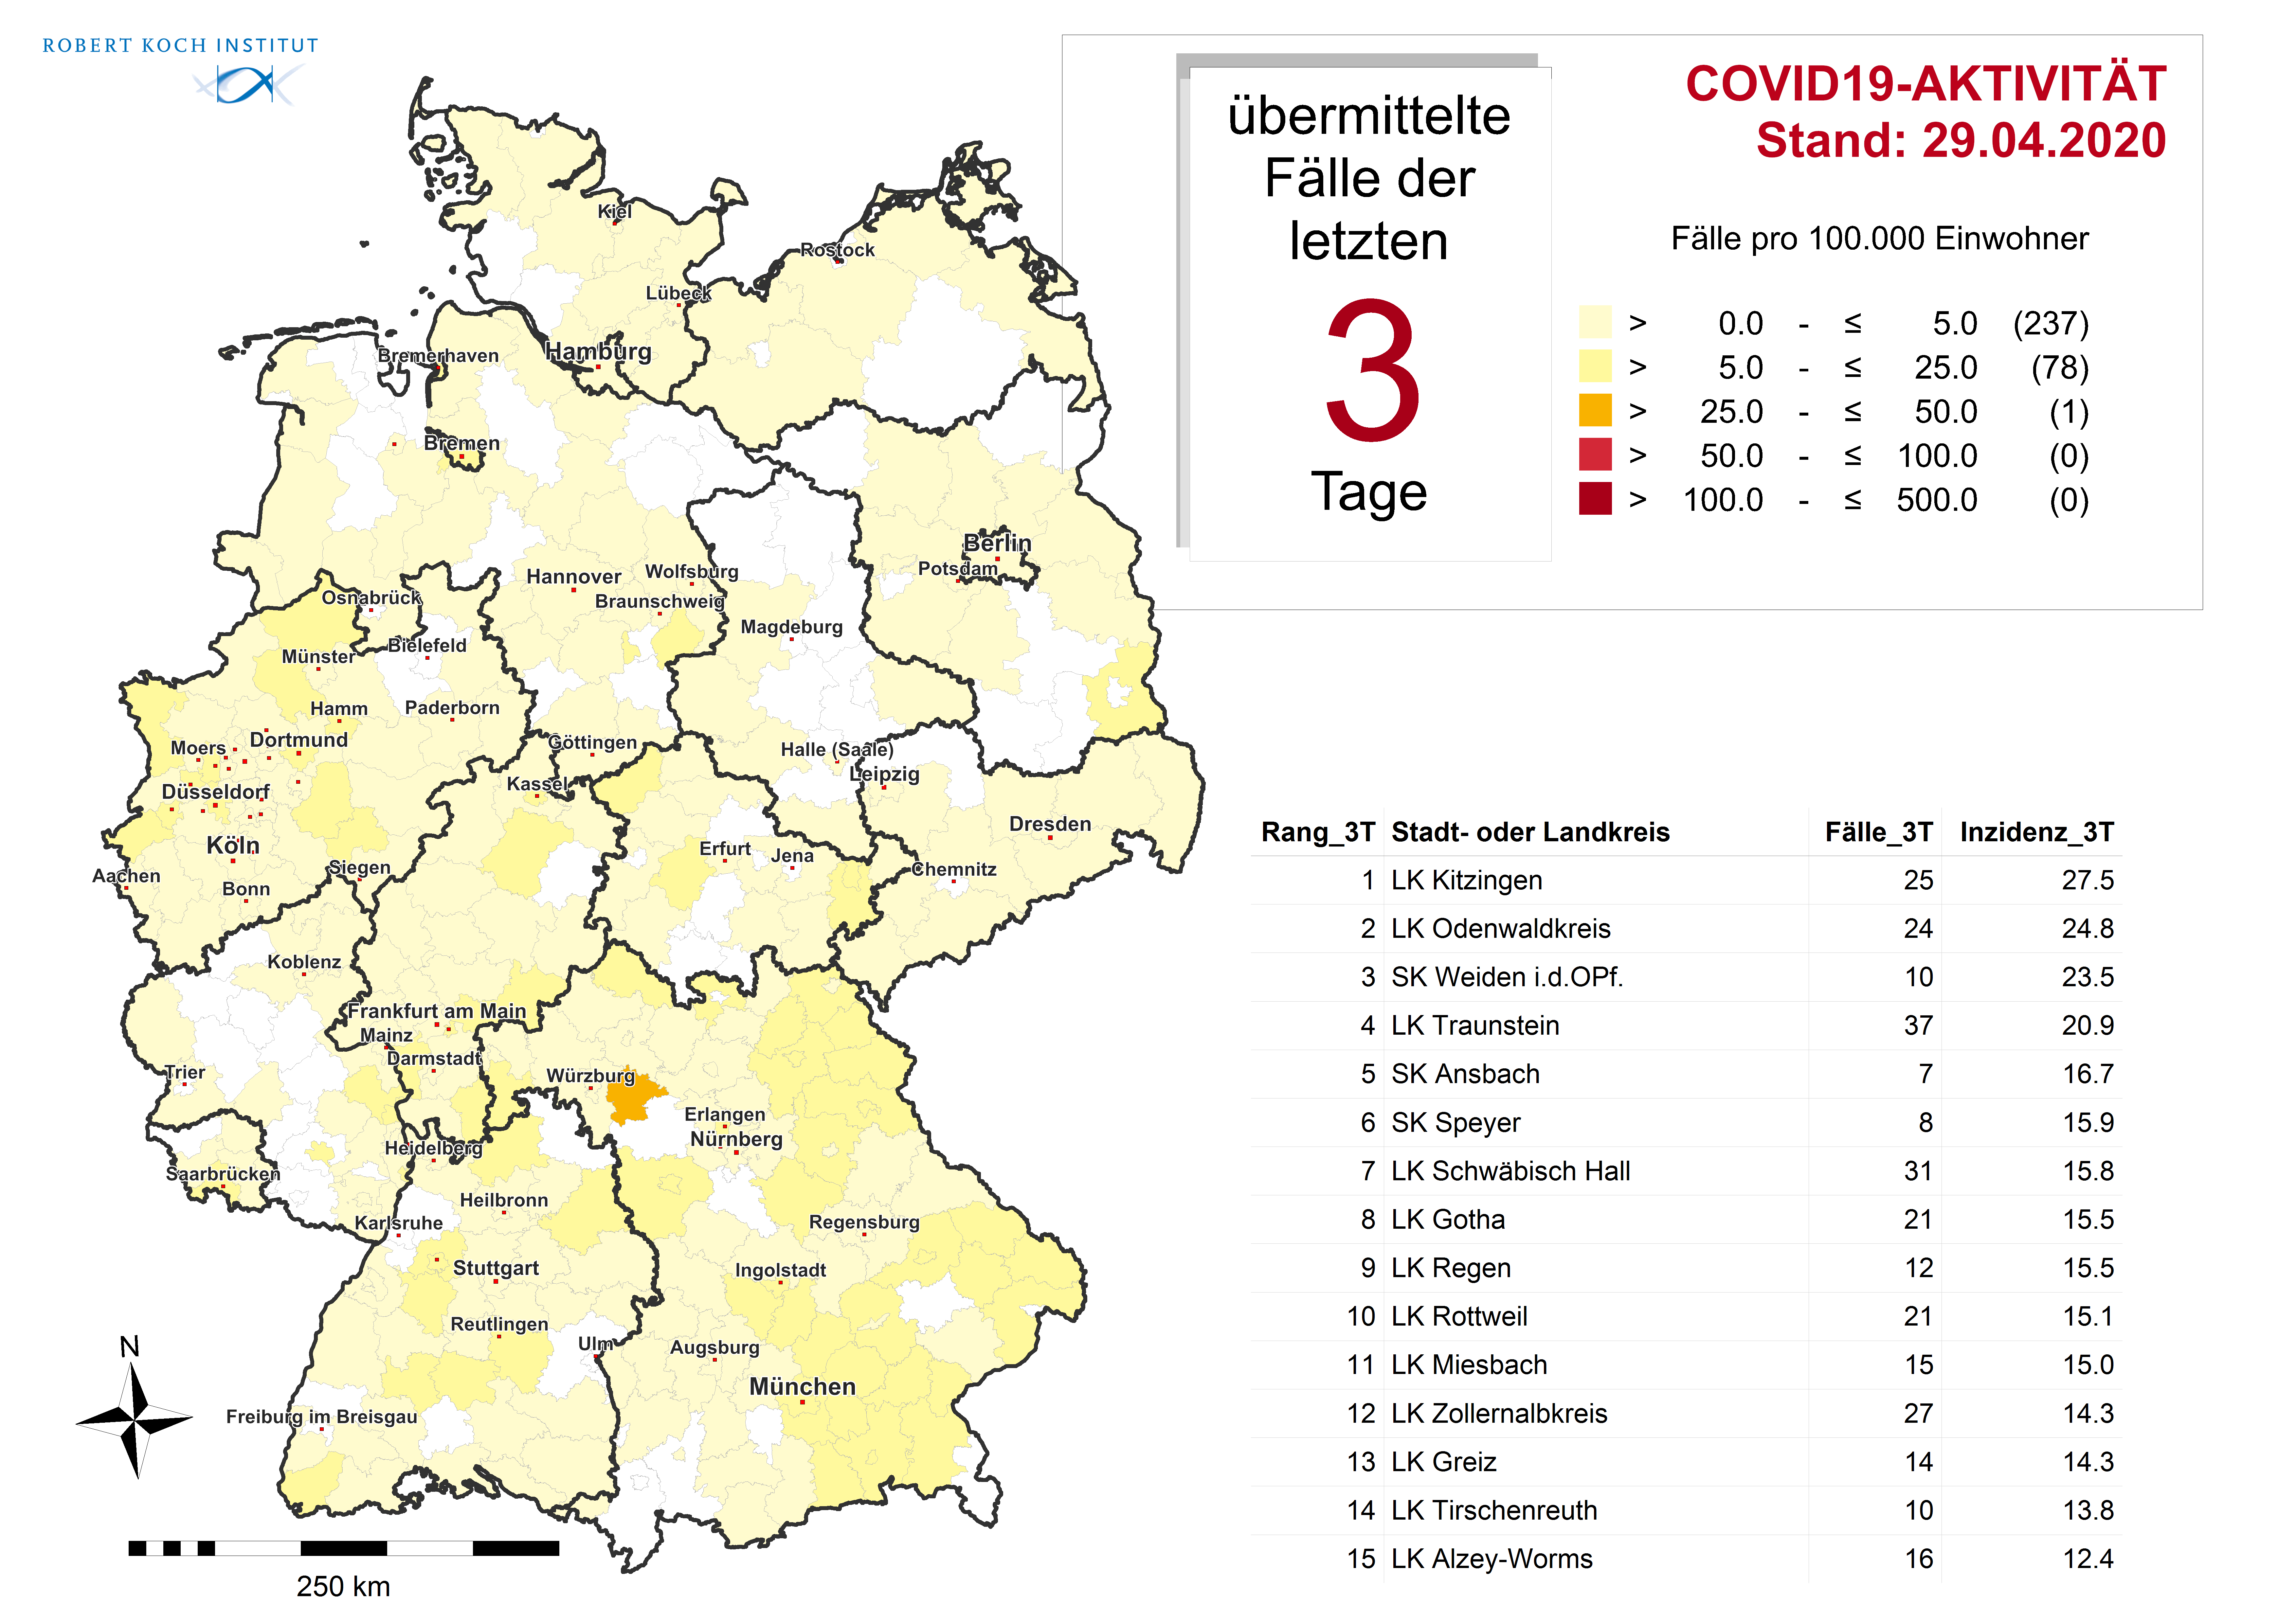 ROBERT KOCH INSTITUT
übermittelte
Fälle der
letzten
3
Tage
COVID19-AKTIVITÄT
Stand: 29.04.2020
Fälle pro 100.000 Einwohner
> 0.0 - ≤ 5.0 (237)
> 5.0 - ≤ 25.0 (78)
> 25.0 - ≤ 50.0 (1)
> 50.0 - ≤ 100.0 (0)
> 100.0 - ≤ 500.0 (0)
Kiel
Rostock
Lübeck
Bremerhaven
Hamburg
Bremen
Berlin
Potsdam
Hannover
Wolfsburg
Osnabrück
Braunschweig
Magdeburg
Bielefeld
Münster
Hamm
Paderborn
Moers
Dortmund
Göttingen
Halle (Saale)
Leipzig
Kassel
Düsseldorf
Dresden
Köln
Erfurt
Jena
Siegen
Chemnitz
Aachen
Bonn
Koblenz
Frankfurt am Main
Mainz
Darmstadt
Trier
Würzburg
Erlangen
Nürnberg
Heidelberg
Saarbrücken
Heilbronn
Karlsruhe
Regensburg
Stuttgart
Ingolstadt
Reutlingen
Ulm
Augsburg
München
Freiburg im Breisgau
N
250 km
Rang_3T Stadt- oder Landkreis Fälle_3T Inzidenz_3T
1 LK Kitzingen 25 27.5
2 LK Odenwaldkreis 24 24.8
3 SK Weiden i.d.OPf. 10 23.5
4 LK Traunstein 37 20.9
5 SK Ansbach 7 16.7
6 SK Speyer 8 15.9
7 LK Schwäbisch Hall 31 15.8
8 LK Gotha 21 15.5
9 LK Regen 12 15.5
10 LK Rottweil 21 15.1
11 LK Miesbach 15 15.0
12 LK Zollernalbkreis 27 14.3
13 LK Greiz 14 14.3
14 LK Tirschenreuth 10 13.8
15 LK Alzey-Worms 16 12.4